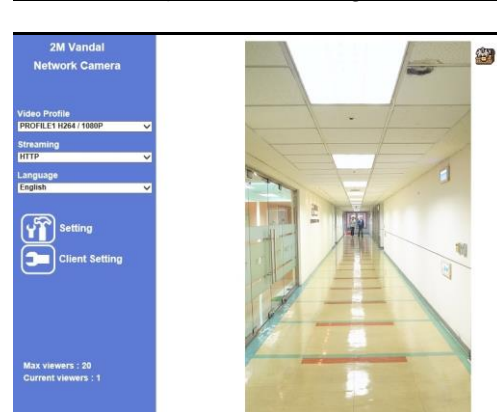 2M Vandal
Network Camera
Video Profile
PROFILE1 H264 / 1080P
Streaming
HTTP
Language
English
Setting
Client Setting
Max viewers : 20
Current viewers : 1